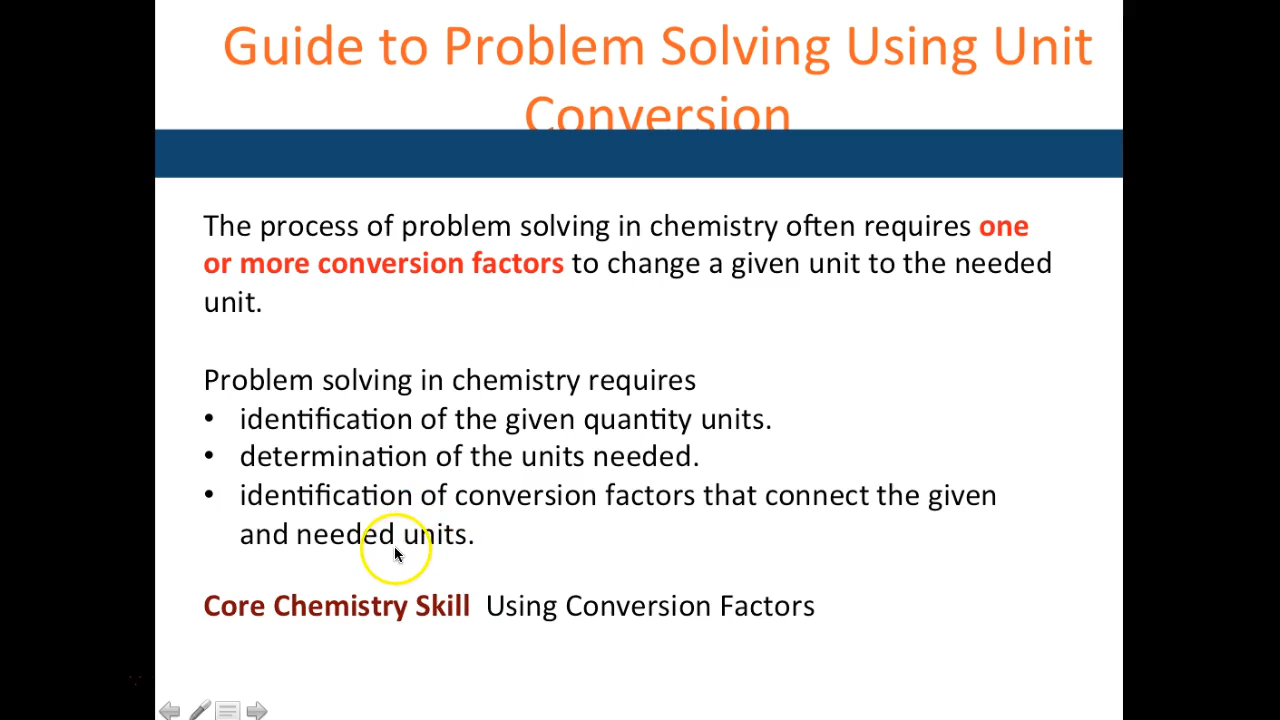 Guide to Problem Solving Using Unit
Conversion
The process of problem solving in chemistry often requires one
or more conversion factors to change a given unit to the needed
unit.
Problem solving in chemistry requires
• identification of the given quantity units.
• determination of the units needed.
• identification of conversion factors that connect the given
and needed units.
Core Chemistry Skill Using Conversion Factors